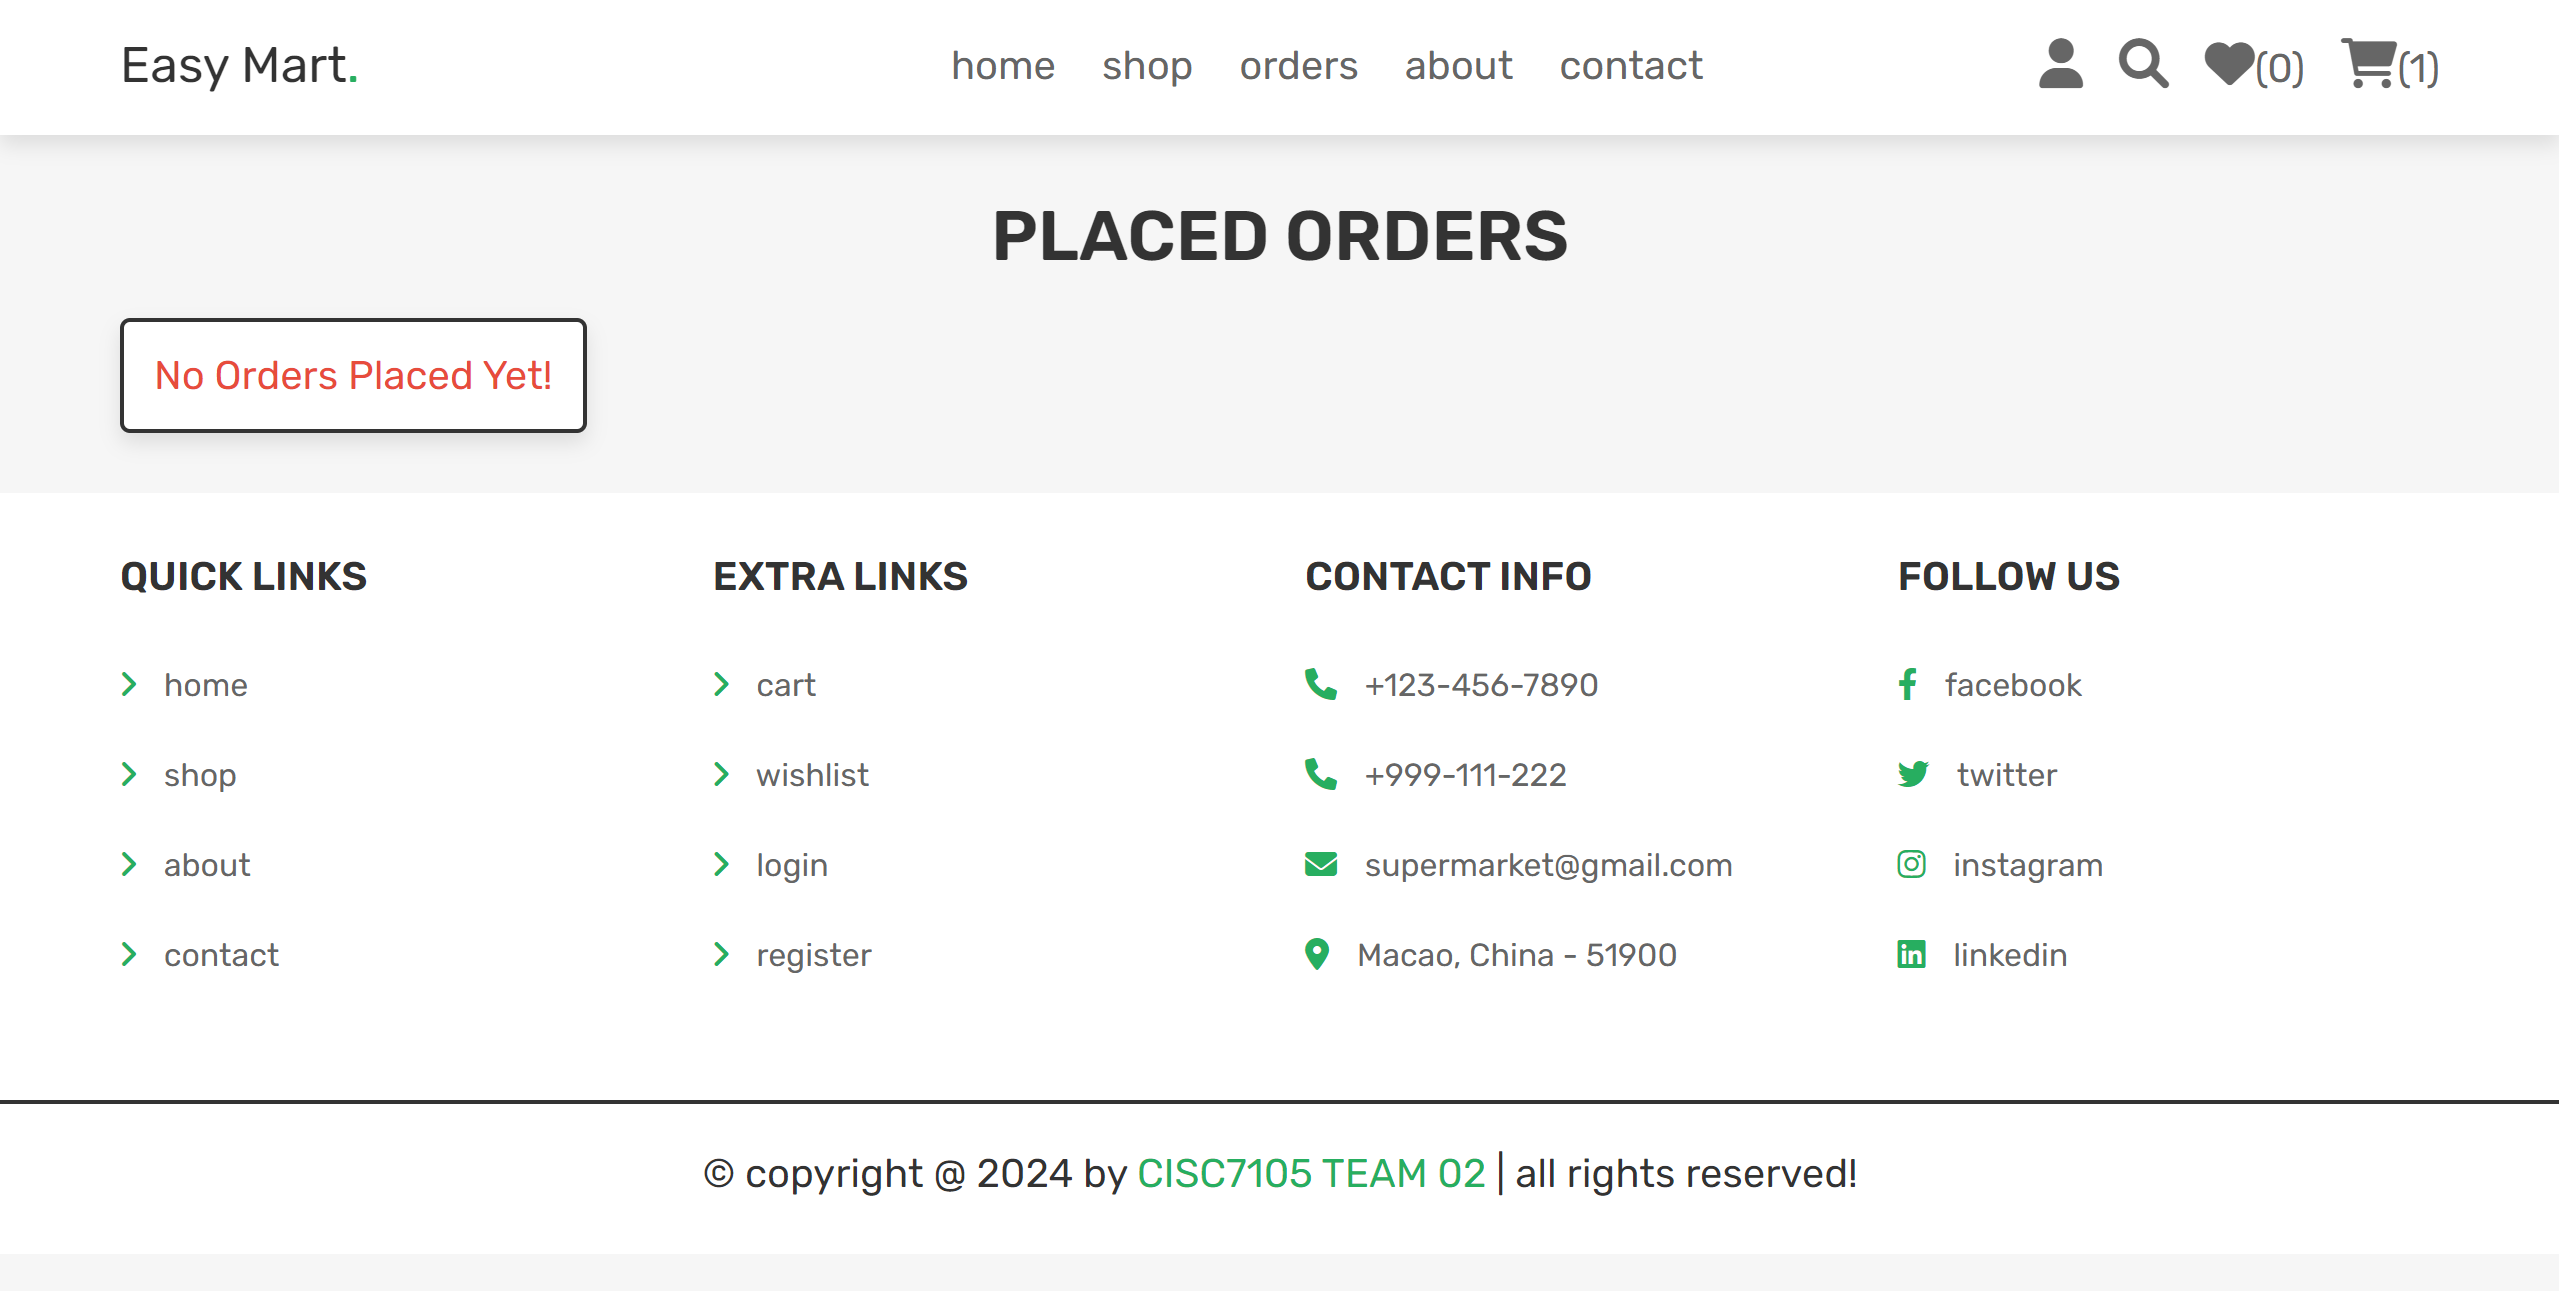 Easy Mart.
home shop orders about contact
(0) (1)
PLACED ORDERS
No Orders Placed Yet!
QUICK LINKS
home
shop
about
contact
EXTRA LINKS
cart
wishlist
login
register
CONTACT INFO
+123-456-7890
+999-111-222
supermarket@gmail.com
Macao, China - 51900
FOLLOW US
facebook
twitter
instagram
linkedin
© copyright @ 2024 by CISC7105 TEAM 02 | all rights reserved!